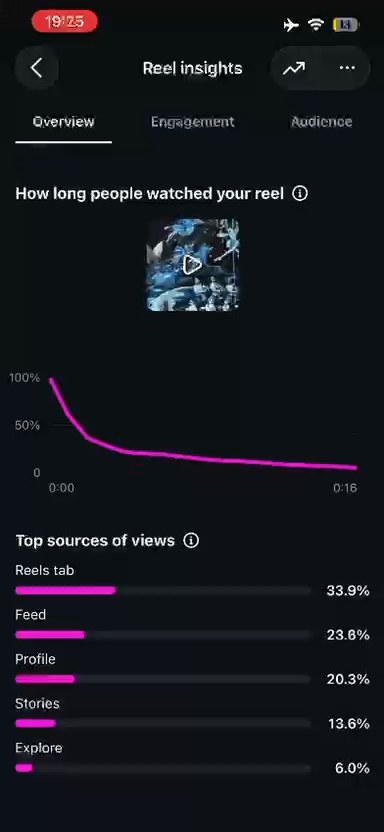 19:25
Reel insights
Overview
Engagement
Audience
How long people watched your reel
100%
50%
0
0:00
0:16
Top sources of views
Reels tab
33.9%
Feed
23.6%
Profile
20.3%
Stories
13.6%
Explore
6.0%